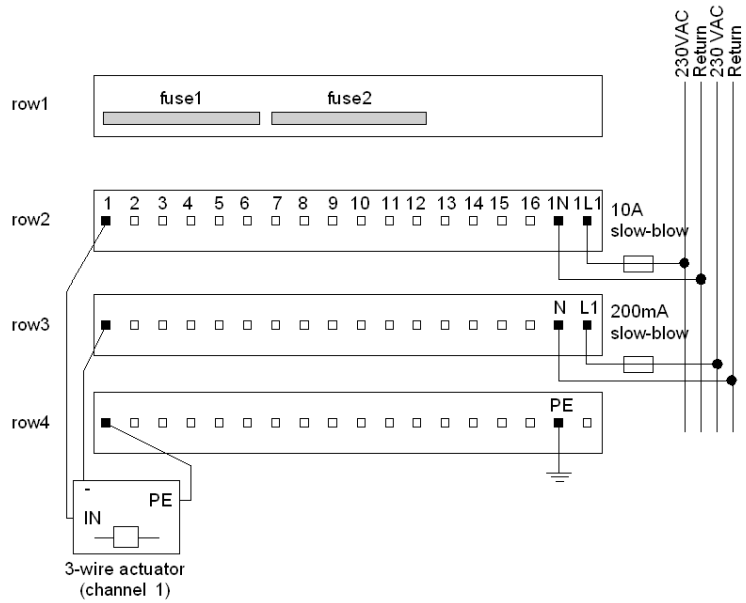 230VAC
Return
230 VAC
Return
row1
fuse1 fuse2
row2
1 2 3 4 5 6 7 8 9 10 11 12 13 14 15 16 1N 1L1
10A
slow-blow
row3
N L1
200mA
slow-blow
row4
PE
-
PE
IN
3-wire actuator
(channel 1)